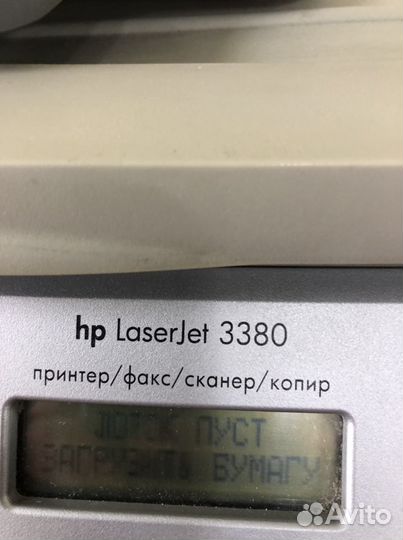 hp LaserJet 3380
принтер/факс/сканер/копир
ЛОТОК ПУСТ
ЗАГРУЗИТЬ БУМАГУ
Avito